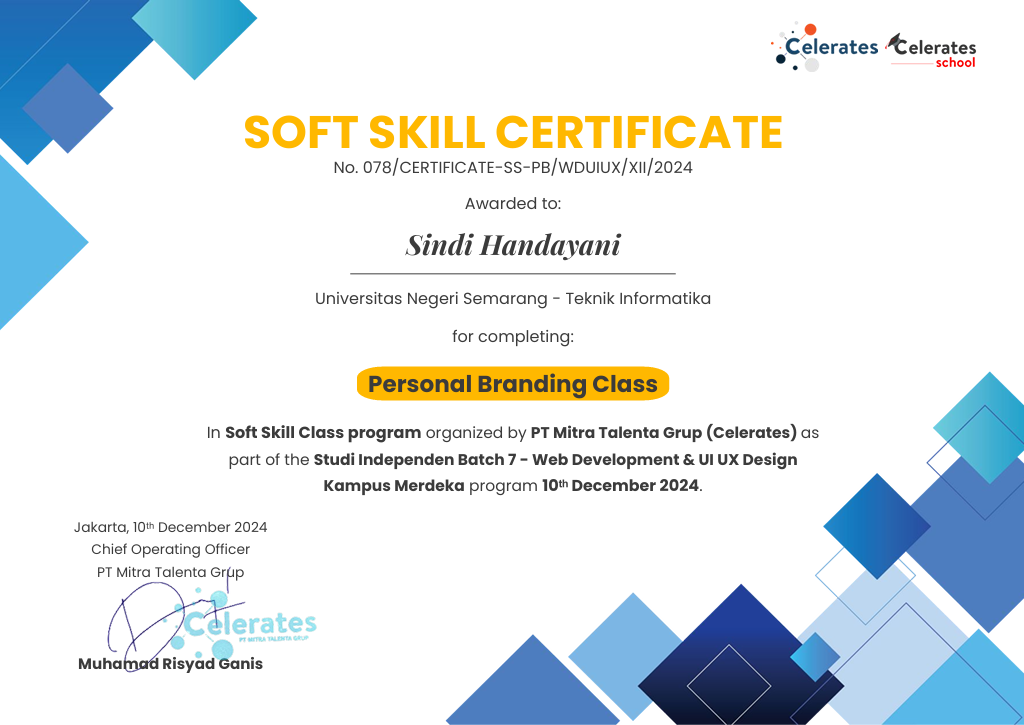 Celerates Celerates
school
SOFT SKILL CERTIFICATE
No. 078/CERTIFICATE-SS-PB/WDUIUX/XII/2024
Awarded to:
Sindi Handayani
Universitas Negeri Semarang - Teknik Informatika
for completing:
Personal Branding Class
In Soft Skill Class program organized by PT Mitra Talenta Grup (Celerates) as
part of the Studi Independen Batch 7 - Web Development & UI UX Design
Kampus Merdeka program 10th December 2024.
Jakarta, 10th December 2024
Chief Operating Officer
PT Mitra Talenta Grup
Celerates
PT MITRA TALENTA GRUP
Muhamad Risyad Ganis